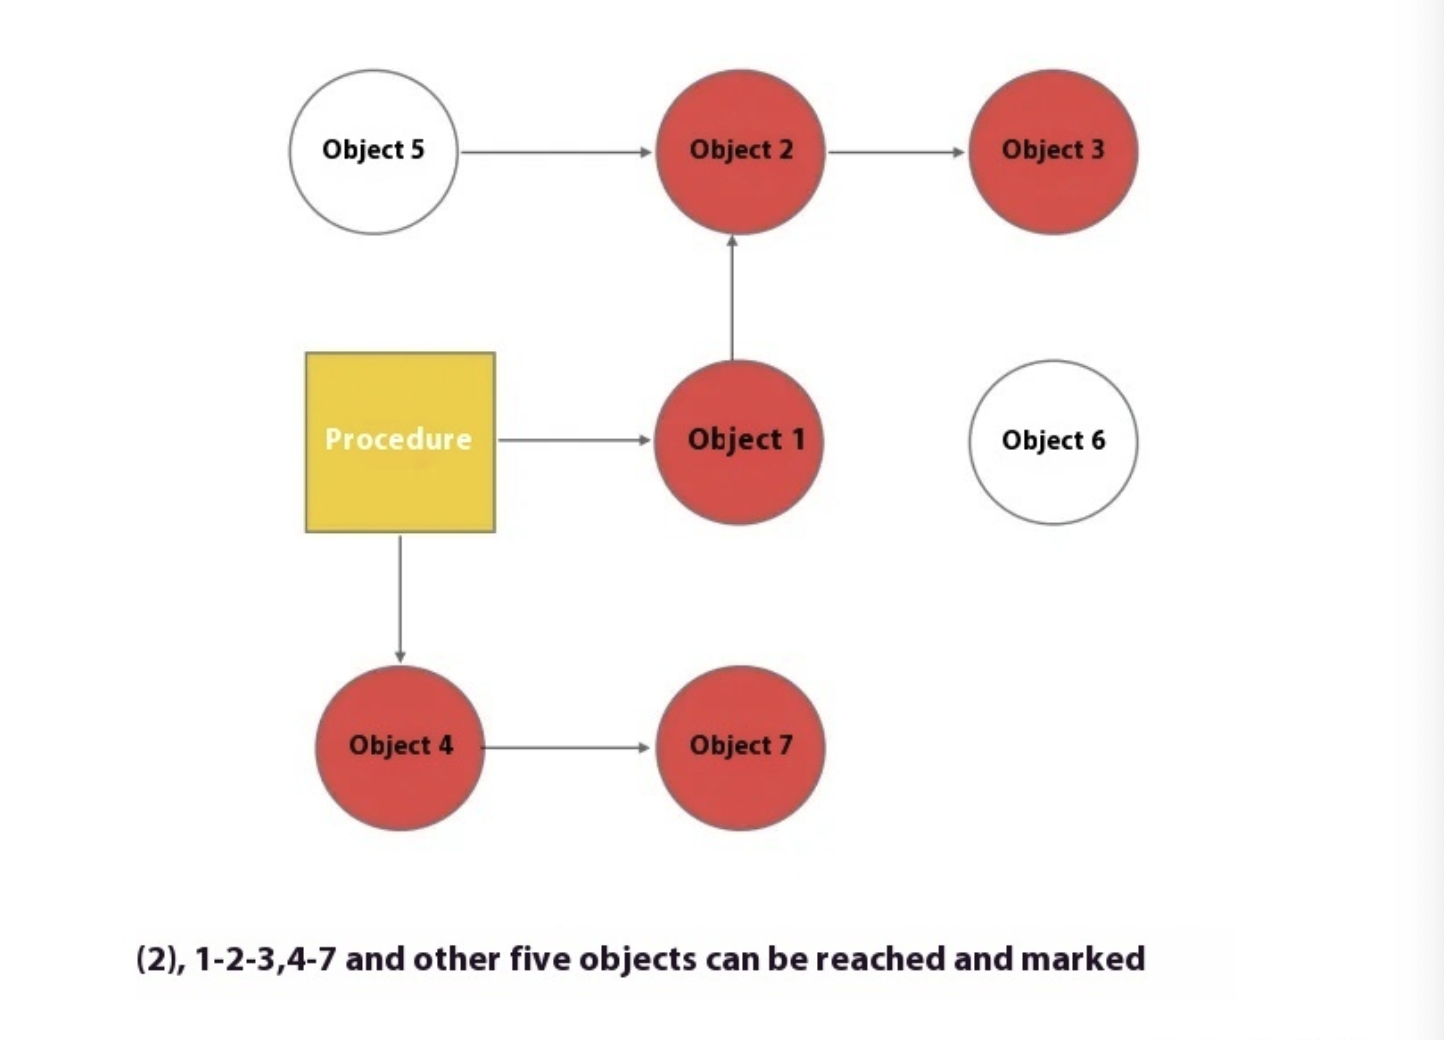 Object 5
Object 2
Object 3
Procedure
Object 1
Object 6
Object 4
Object 7
(2), 1-2-3,4-7 and other five objects can be reached and marked